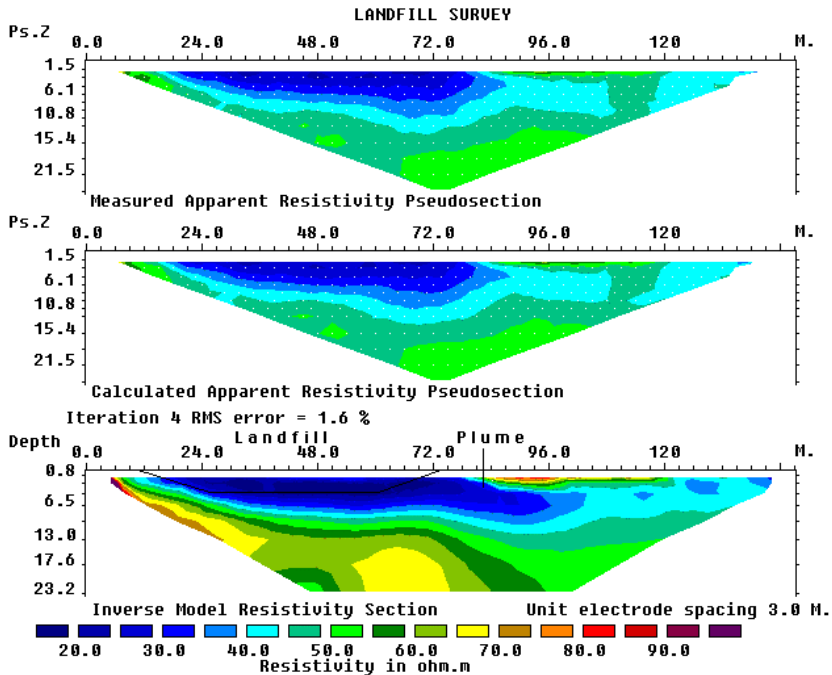 LANDFILL SURVEY
Ps.Z 0.0 24.0 48.0 72.0 96.0 120 M.
1.5
6.1
10.8
15.4
21.5
Measured Apparent Resistivity Pseudosection
Ps.Z 0.0 24.0 48.0 72.0 96.0 120 M.
1.5
6.1
10.8
15.4
21.5
Calculated Apparent Resistivity Pseudosection
Iteration 4 RMS error = 1.6 %
Landfill Plume
Depth 0.0 24.0 48.0 72.0 96.0 120 M.
0.8
6.5
13.0
17.6
23.2
Inverse Model Resistivity Section Unit electrode spacing 3.0 M.
20.0 30.0 40.0 50.0 60.0 70.0 80.0 90.0
Resistivity in ohm.m